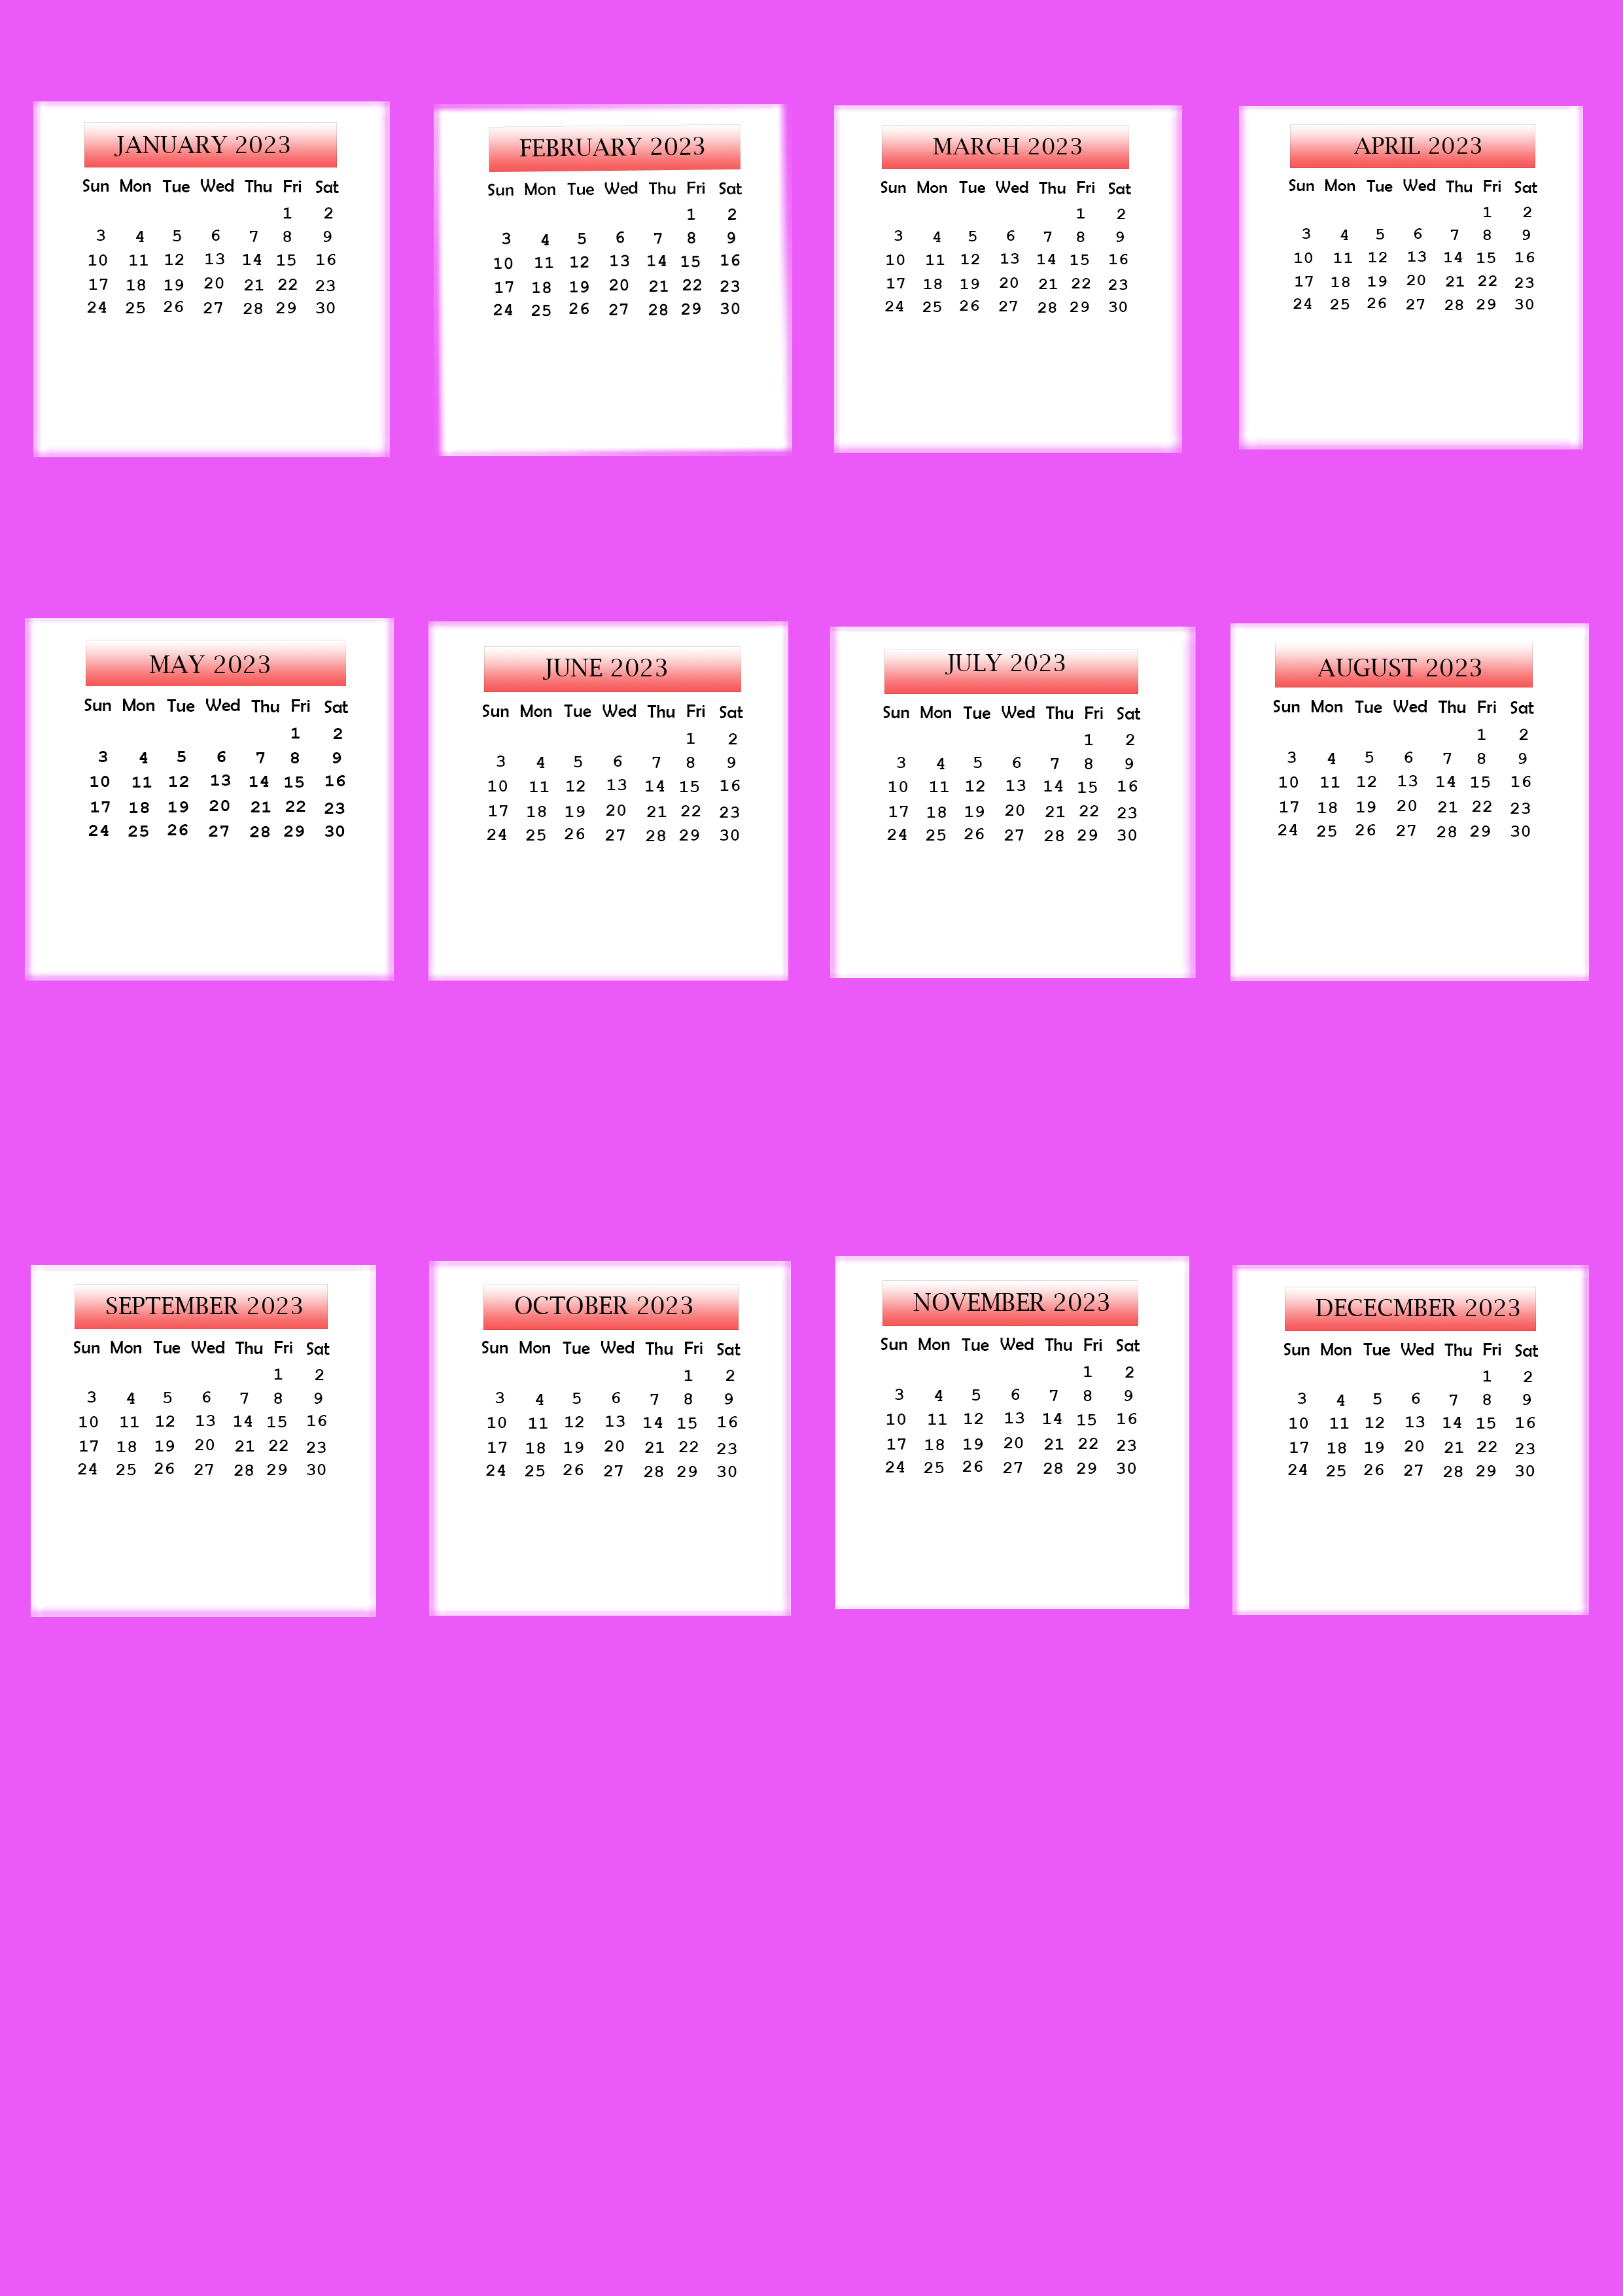 JANUARY 2023
Sun Mon Tue Wed Thu Fri Sat
1 2
3 4 5 6 7 8 9
10 11 12 13 14 15 16
17 18 19 20 21 22 23
24 25 26 27 28 29 30
FEBRUARY 2023
Sun Mon Tue Wed Thu Fri Sat
1 2
3 4 5 6 7 8 9
10 11 12 13 14 15 16
17 18 19 20 21 22 23
24 25 26 27 28 29 30
MARCH 2023
Sun Mon Tue Wed Thu Fri Sat
1 2
3 4 5 6 7 8 9
10 11 12 13 14 15 16
17 18 19 20 21 22 23
24 25 26 27 28 29 30
APRIL 2023
Sun Mon Tue Wed Thu Fri Sat
1 2
3 4 5 6 7 8 9
10 11 12 13 14 15 16
17 18 19 20 21 22 23
24 25 26 27 28 29 30
MAY 2023
Sun Mon Tue Wed Thu Fri Sat
1 2
3 4 5 6 7 8 9
10 11 12 13 14 15 16
17 18 19 20 21 22 23
24 25 26 27 28 29 30
JUNE 2023
Sun Mon Tue Wed Thu Fri Sat
1 2
3 4 5 6 7 8 9
10 11 12 13 14 15 16
17 18 19 20 21 22 23
24 25 26 27 28 29 30
JULY 2023
Sun Mon Tue Wed Thu Fri Sat
1 2
3 4 5 6 7 8 9
10 11 12 13 14 15 16
17 18 19 20 21 22 23
24 25 26 27 28 29 30
AUGUST 2023
Sun Mon Tue Wed Thu Fri Sat
1 2
3 4 5 6 7 8 9
10 11 12 13 14 15 16
17 18 19 20 21 22 23
24 25 26 27 28 29 30
SEPTEMBER 2023
Sun Mon Tue Wed Thu Fri Sat
1 2
3 4 5 6 7 8 9
10 11 12 13 14 15 16
17 18 19 20 21 22 23
24 25 26 27 28 29 30
OCTOBER 2023
Sun Mon Tue Wed Thu Fri Sat
1 2
3 4 5 6 7 8 9
10 11 12 13 14 15 16
17 18 19 20 21 22 23
24 25 26 27 28 29 30
NOVEMBER 2023
Sun Mon Tue Wed Thu Fri Sat
1 2
3 4 5 6 7 8 9
10 11 12 13 14 15 16
17 18 19 20 21 22 23
24 25 26 27 28 29 30
DECECMBER 2023
Sun Mon Tue Wed Thu Fri Sat
1 2
3 4 5 6 7 8 9
10 11 12 13 14 15 16
17 18 19 20 21 22 23
24 25 26 27 28 29 30